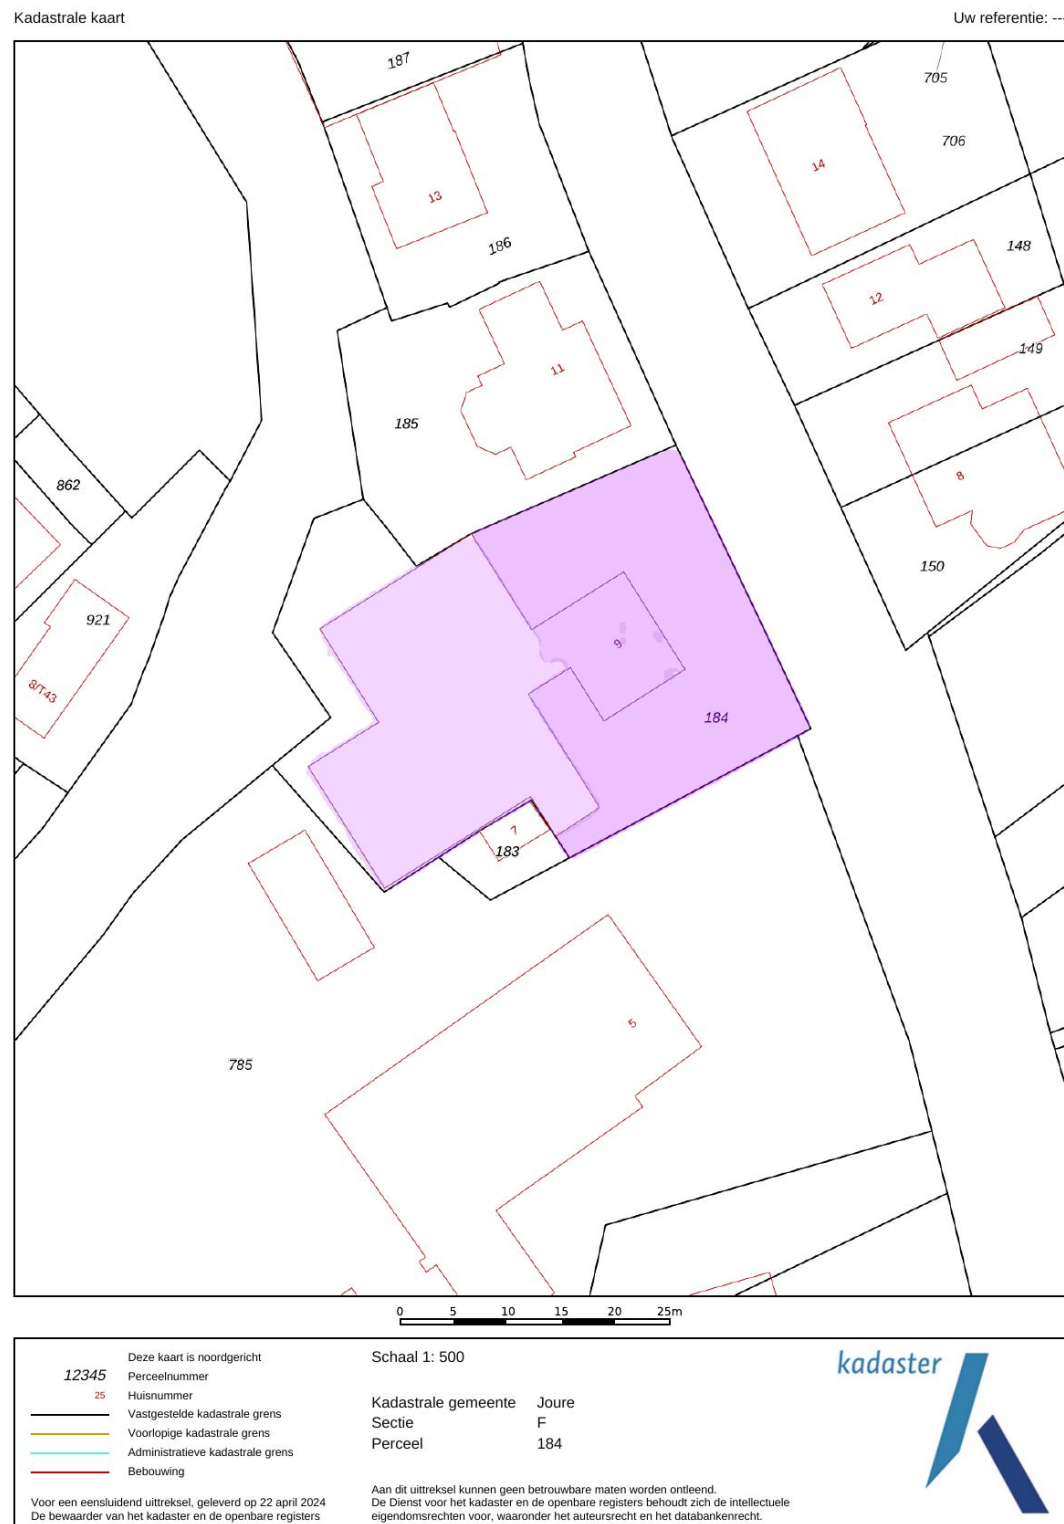 Kadastrale kaart
Uw referentie: --
187
705
706
13
14
186
148
12
149
11
185
862
8
150
921
9
8/T43
184
7
183
5
785
0 5 10 15 20 25m
Deze kaart is noordgericht
12345 Perceelnummer
25 Huisnummer
Vastgestelde kadastrale grens
Voorlopige kadastrale grens
Administratieve kadastrale grens
Bebouwing
Voor een eensluidend uittreksel, geleverd op 22 april 2024
De bewaarder van het kadaster en de openbare registers
Schaal 1: 500
Kadastrale gemeente Joure
Sectie F
Perceel 184
Aan dit uittreksel kunnen geen betrouwbare maten worden ontleend.
De Dienst voor het kadaster en de openbare registers behoudt zich de intellectuele
eigendomsrechten voor, waaronder het auteursrecht en het databankenrecht.
kadaster